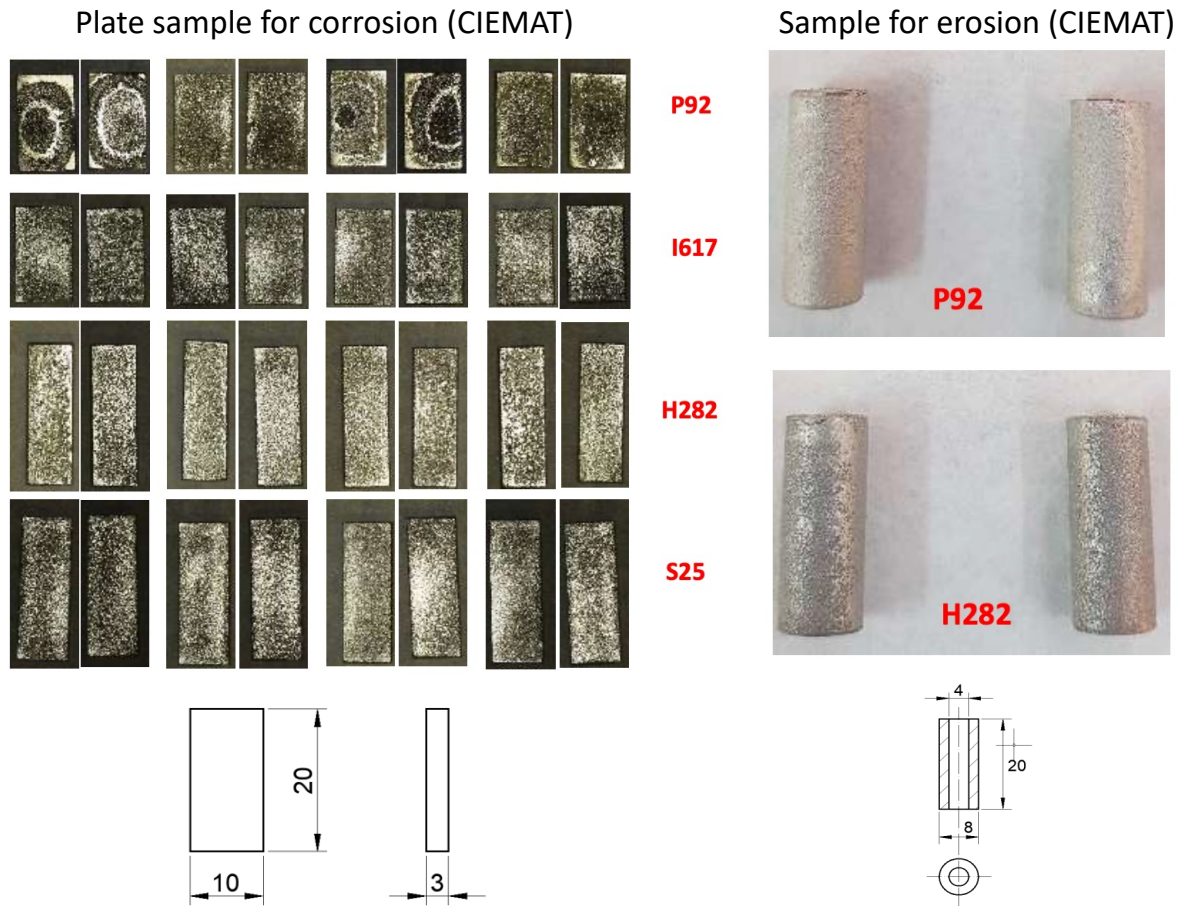 Plate sample for corrosion (CIEMAT)
Sample for erosion (CIEMAT)
P92
I617
H282
S25
P92
H282
20
10
3
4
20
8